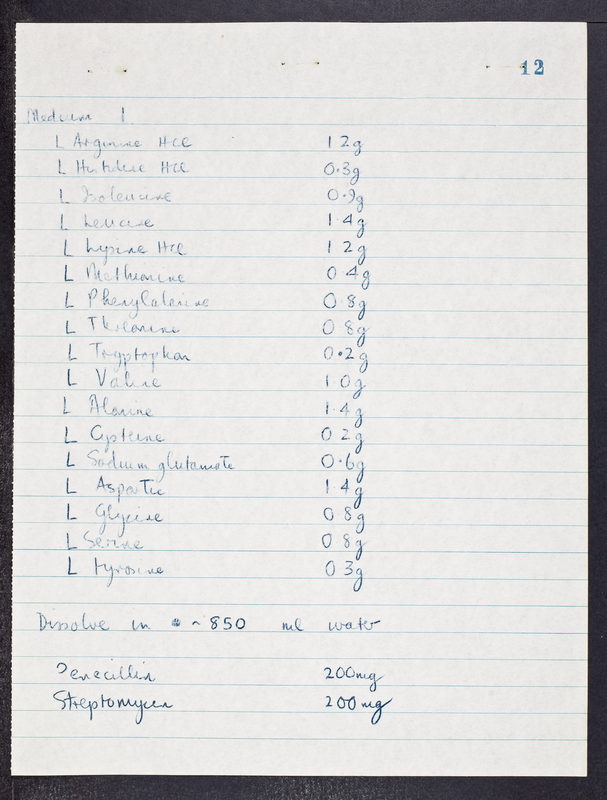 12
Medium 1
L Arginine HCl 1 2g
L Histidine HCl 0.3g
L Isoleucine 0.9g
L Leucine 1.4g
L Lysine HCl 1 2g
L Methionine 0.4g
L Phenylalanine 0.8g
L Threonine 0 8g
L Tryptophan 0.2g
L Valine 1.0g
L Alanine 1.4g
L Cysteine 0 2g
L Sodium glutamate 0.6g
L Aspartic 1.4g
L Glycine 0 8g
L Serine 0 8g
L tyrosine 0 3g
Dissolve in ~ 850 ml water
Penicillin 200mg
Streptomycin 200mg